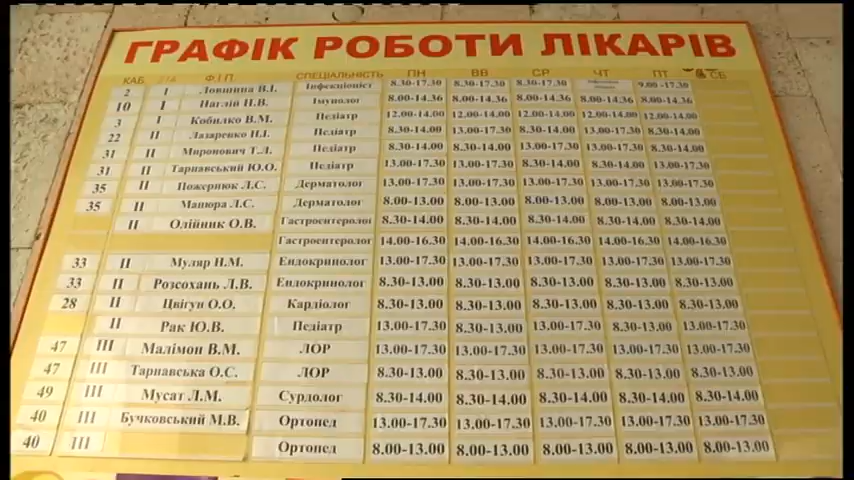 ГРАФІК РОБОТИ ЛІКАРІВ
КАБ Ф.І.П. СПЕЦІАЛЬНІСТЬ ПН ВВ СР ЧТ ПТ СБ
2 І Ловшина В.І. Інфекціоніст 8.30-17.30 8.30-17.30 8.30-17.30 9.00-17.30
10 І Наглій Н.В. Імунолог 8.00-14.36 8.00-14.36 8.00-14.36 8.00-14.36 8.00-14.36
3 І Кобилко В.М. Педіатр 12.00-14.00 12.00-14.00 12.00-14.00 12.00-14.00 12.00-14.00
22 ІІ Лазаренко Н.І. Педіатр 8.30-14.00 13.00-17.30 8.30-14.00 13.00-17.30 8.30-14.00
31 ІІ Миронович Т.Л. Педіатр 8.30-14.00 8.30-14.00 13.00-17.30 13.00-17.30 8.30-14.00
31 ІІ Тарнавський Ю.О. Педіатр 13.00-17.30 13.00-17.30 8.30-14.00 8.30-14.00 13.00-17.30
35 ІІ Пожернюк Л.С. Дерматолог 13.00-17.30 13.00-17.30 13.00-17.30 13.00-17.30 13.00-17.30
35 ІІ Мацюра Л.С. Дерматолог 8.00-13.00 8.00-13.00 8.00-13.00 8.00-13.00 8.00-13.00
ІІ Олійник О.В. Гастроентеролог 8.30-14.00 8.30-14.00 8.30-14.00 8.30-14.00 8.30-14.00
Гастроентеролог 14.00-16.30 14.00-16.30 14.00-16.30 14.00-16.30 14.00-16.30
33 ІІ Муляр Н.М. Ендокринолог 13.00-17.30 13.00-17.30 13.00-17.30 13.00-17.30 13.00-17.30
33 ІІ Розсохань Л.В. Ендокринолог 8.30-13.00 8.30-13.00 8.30-13.00 8.30-13.00 8.30-13.00
28 ІІ Цвігун О.О. Кардіолог 8.30-13.00 8.30-13.00 8.30-13.00 8.30-13.00 8.30-13.00
ІІ Рак Ю.В. Педіатр 13.00-17.30 8.30-13.00 13.00-17.30 8.30-13.00 13.00-17.30
47 ІІІ Малімон В.М. ЛОР 13.00-17.30 13.00-17.30 13.00-17.30 13.00-17.30 13.00-17.30
47 ІІІ Тарнавська О.С. ЛОР 8.30-13.00 8.30-13.00 8.30-13.00 8.30-13.00 8.30-13.00
49 ІІІ Мусат Л.М. Сурдолог 8.30-14.00 8.30-14.00 8.30-14.00 8.30-14.00 8.30-14.00
40 ІІІ Бучковський М.В. Ортопед 13.00-17.30 13.00-17.30 13.00-17.30 13.00-17.30 13.00-17.30
40 ІІІ Ортопед 8.00-13.00 8.00-13.00 8.00-13.00 8.00-13.00 8.00-13.00